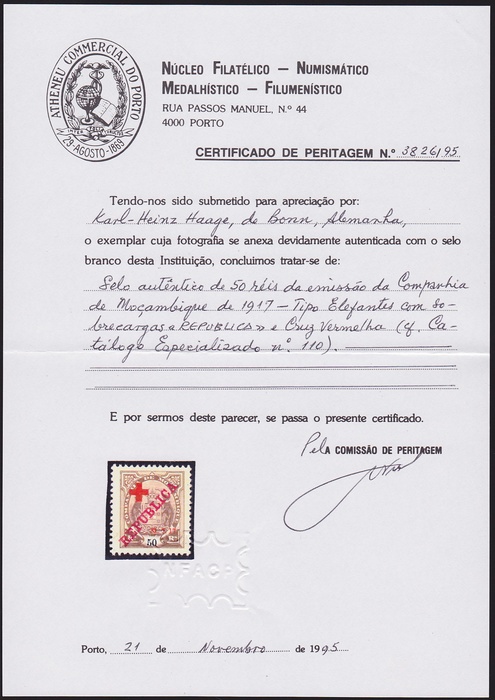 ATHENEU COMMERCIAL DO PORTO
29-AGOSTO-1869
NÚCLEO FILATÉLICO – NUMISMÁTICO
MEDALHÍSTICO – FILUMENÍSTICO
RUA PASSOS MANUEL, N.º 44
4000 PORTO
CERTIFICADO DE PERITAGEM N.º 3826/95
Tendo-nos sido submetido para apreciação por:
Karl-Heinz Haage, de Bonn, Alemanha,
o exemplar cuja fotografia se anexa devidamente autenticada com o selo
branco desta Instituição, concluimos tratar-se de:
Selo autêntico de 50 réis da emissão da Companhia
de Moçambique de 1917 – Tipo Elefantes com so-
brecargas «REPUBLICA» e Cruz Vermelha (cf. Ca-
tálogo Especializado nº. 110).
E por sermos deste parecer, se passa o presente certificado.
Pel A COMISSÃO DE PERITAGEM
REPUBLICA
50
N.F.A.C.P.
Porto, 21 de Novembro de 1995